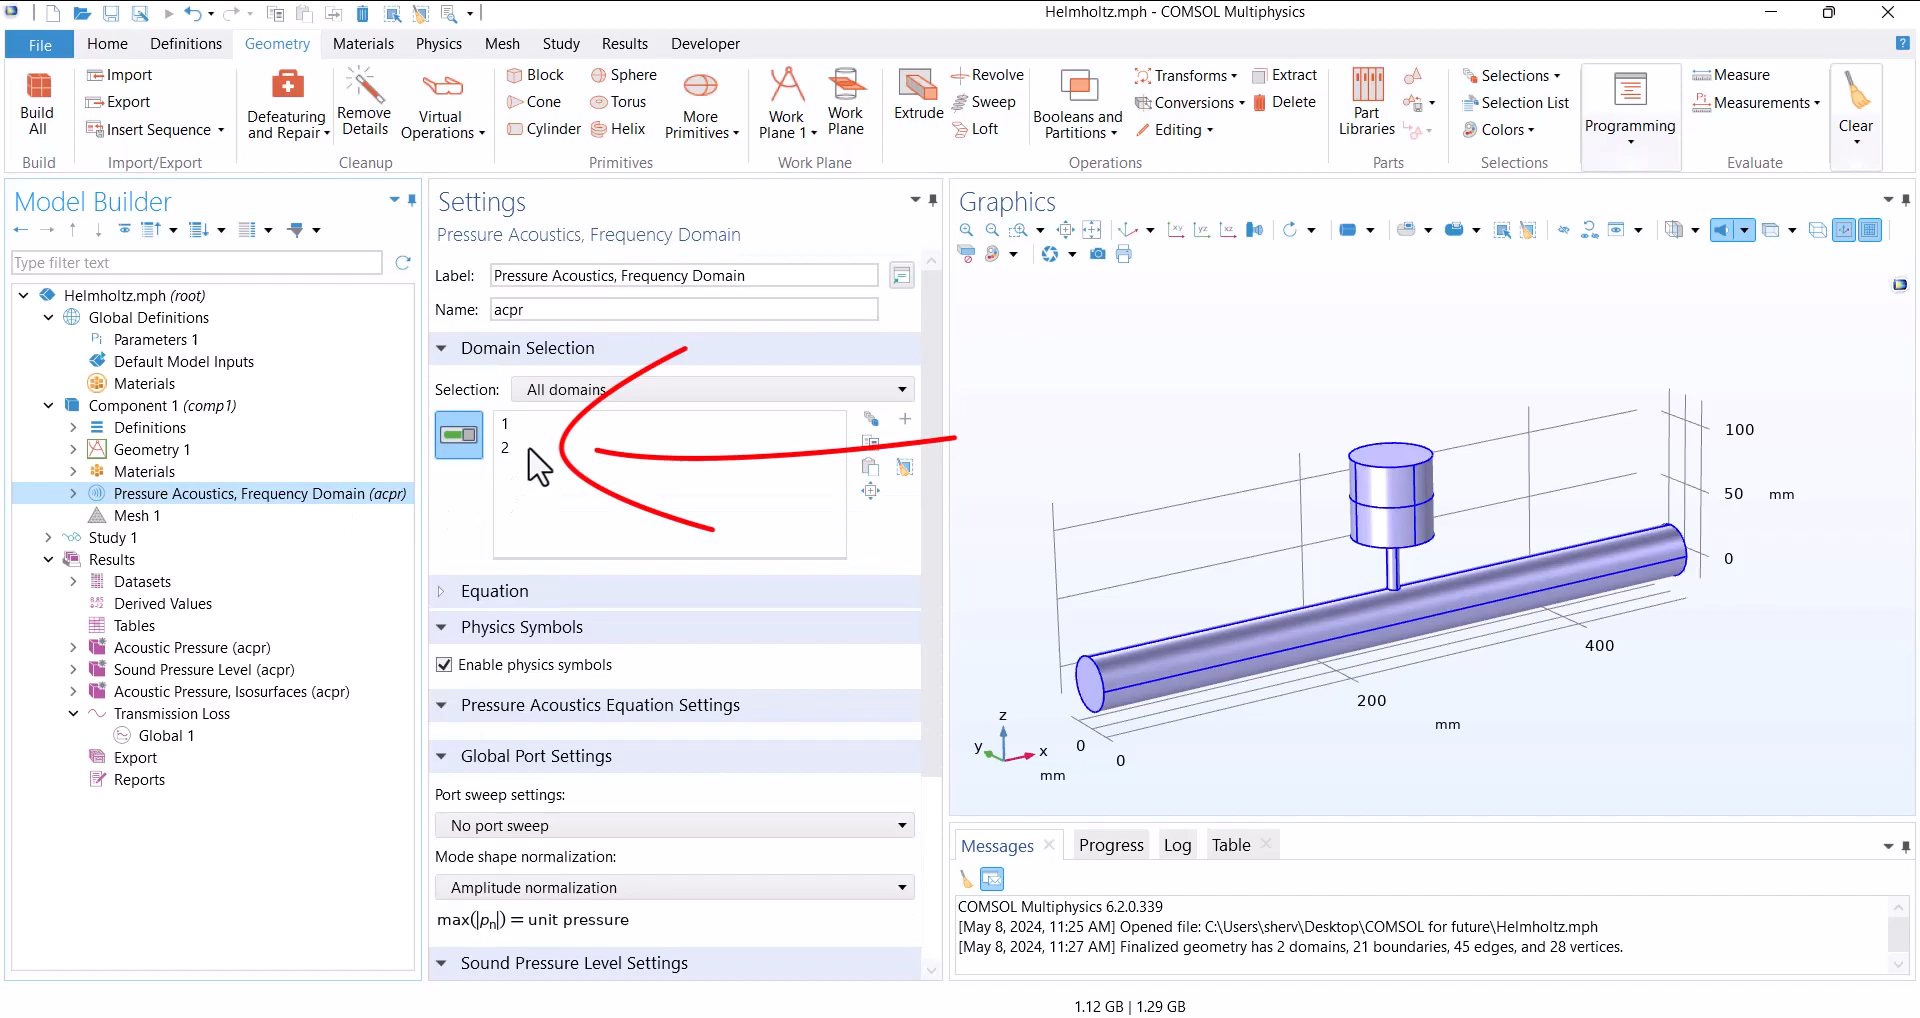 Helmholtz.mph - COMSOL Multiphysics
File Home Definitions Geometry Materials Physics Mesh Study Results Developer
Build All
Build
Import
Export
Insert Sequence
Import/Export
Defeaturing and Repair
Remove Details
Virtual Operations
Cleanup
Block
Cone
Cylinder
Sphere
Torus
Helix
More Primitives
Primitives
Work Plane 1
Work Plane
Work Plane
Extrude
Revolve
Sweep
Loft
Booleans and Partitions
Transforms
Conversions
Editing
Extract
Delete
Operations
Part Libraries
Parts
Selections
Selection List
Colors
Selections
Programming
Measure
Measurements
Evaluate
Clear
Model Builder
Type filter text
Helmholtz.mph (root)
Global Definitions
Pi Parameters 1
Default Model Inputs
Materials
Component 1 (comp1)
Definitions
Geometry 1
Materials
Pressure Acoustics, Frequency Domain (acpr)
Mesh 1
Study 1
Results
Datasets
Derived Values
Tables
Acoustic Pressure (acpr)
Sound Pressure Level (acpr)
Acoustic Pressure, Isosurfaces (acpr)
Transmission Loss
Global 1
Export
Reports
Settings
Pressure Acoustics, Frequency Domain
Label: Pressure Acoustics, Frequency Domain
Name: acpr
Domain Selection
Selection: All domains
1
2
Equation
Physics Symbols
Enable physics symbols
Pressure Acoustics Equation Settings
Global Port Settings
Port sweep settings:
No port sweep
Mode shape normalization:
Amplitude normalization
max(|pn|) = unit pressure
Sound Pressure Level Settings
Graphics
xy yz xz
100
50 mm
0
400
200
mm
0
0
mm
z
y
x
Messages Progress Log Table
COMSOL Multiphysics 6.2.0.339
[May 8, 2024, 11:25 AM] Opened file: C:\Users\sherv\Desktop\COMSOL for future\Helmholtz.mph
[May 8, 2024, 11:27 AM] Finalized geometry has 2 domains, 21 boundaries, 45 edges, and 28 vertices.
1.12 GB | 1.29 GB